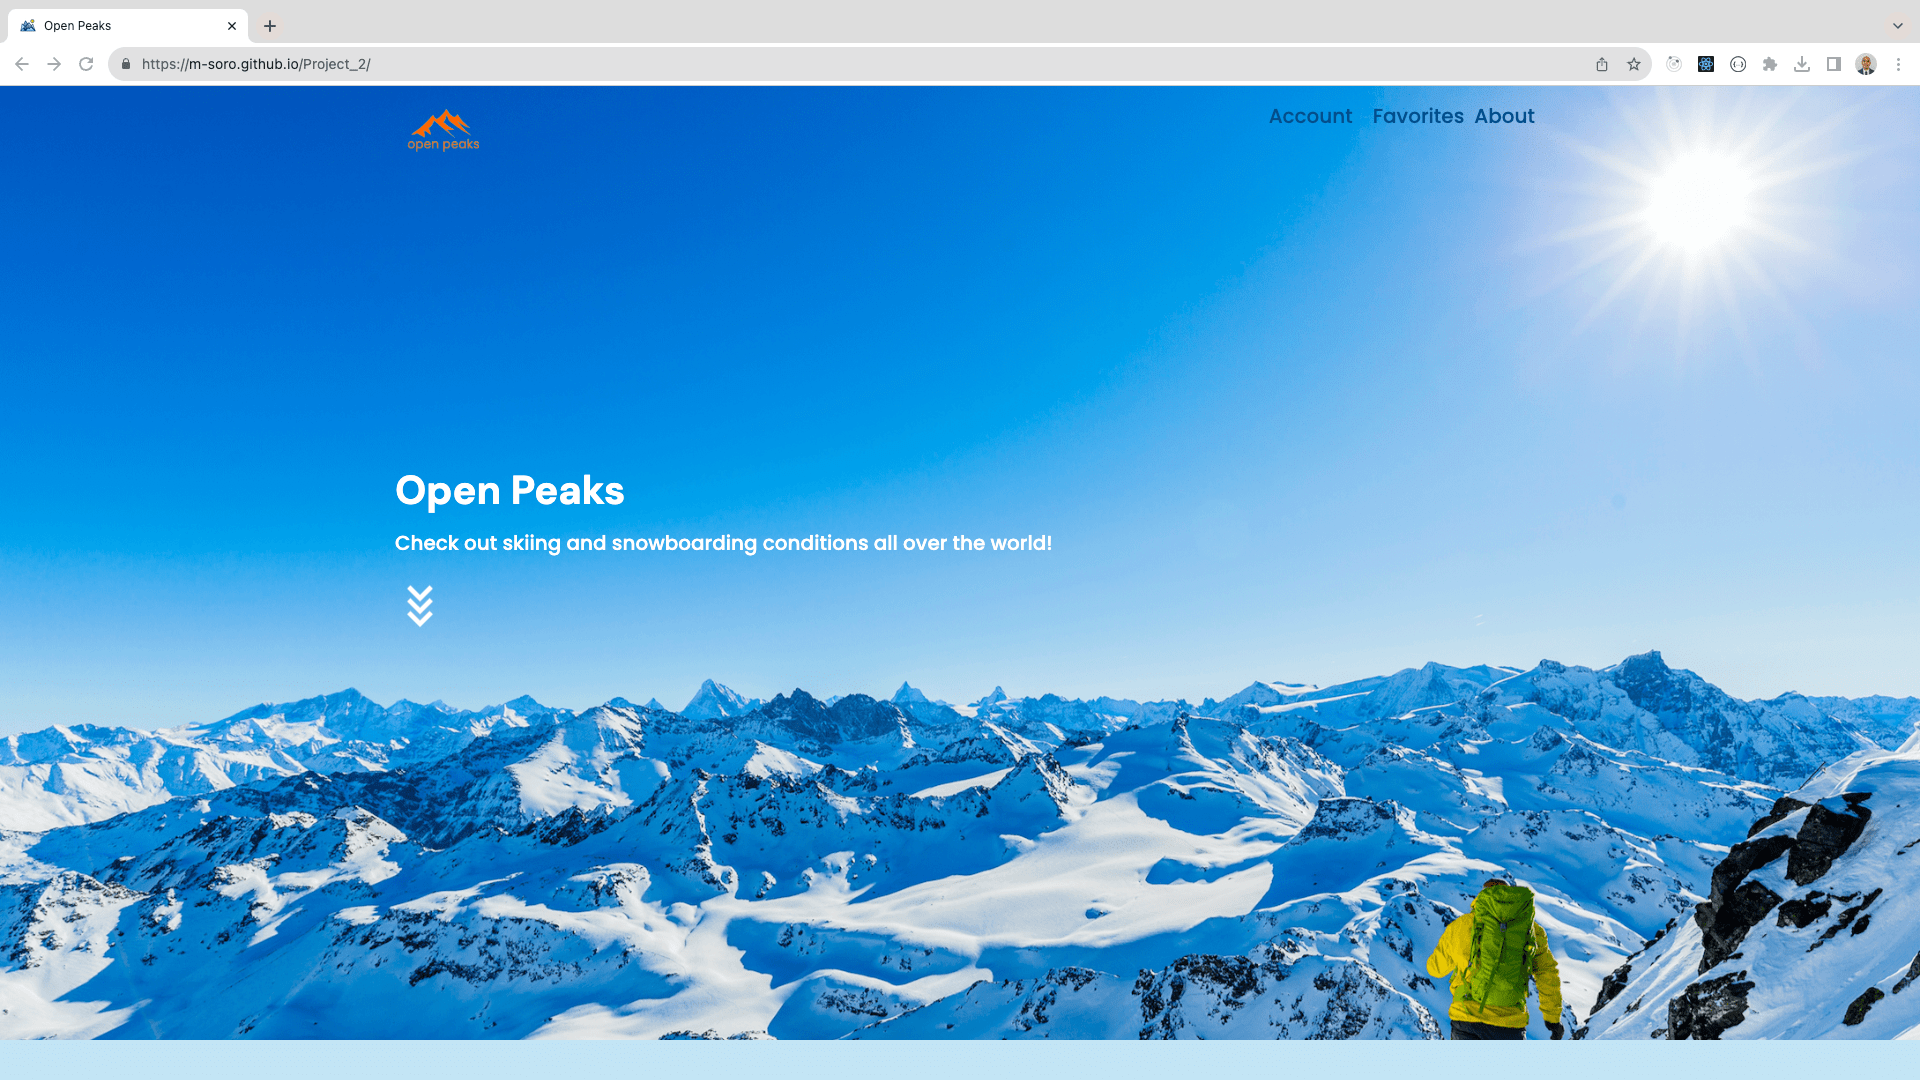 Open Peaks
https://m-soro.github.io/Project_2/
open peaks
Account Favorites About
Open Peaks
Check out skiing and snowboarding conditions all over the world!